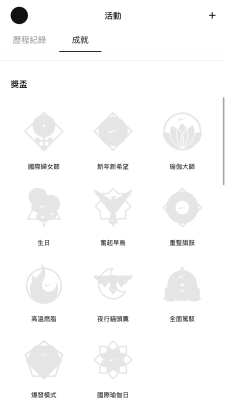 活動
+
歷程紀錄 成就
獎盃
國際婦女節 新年新希望 瑜伽大師
生日 奮起早鳥 重整旗鼓
高溫燃脂 夜行貓頭鷹 全面駕馭
爆發模式 國際瑜伽日